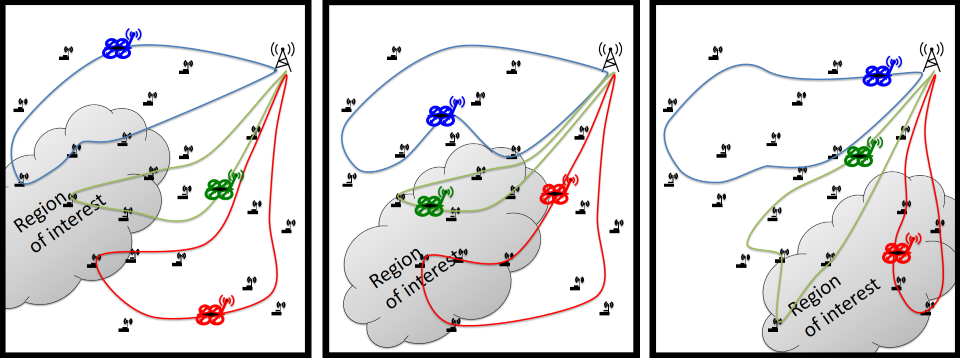 Region
of interest
Region
of interest
Region
of interest